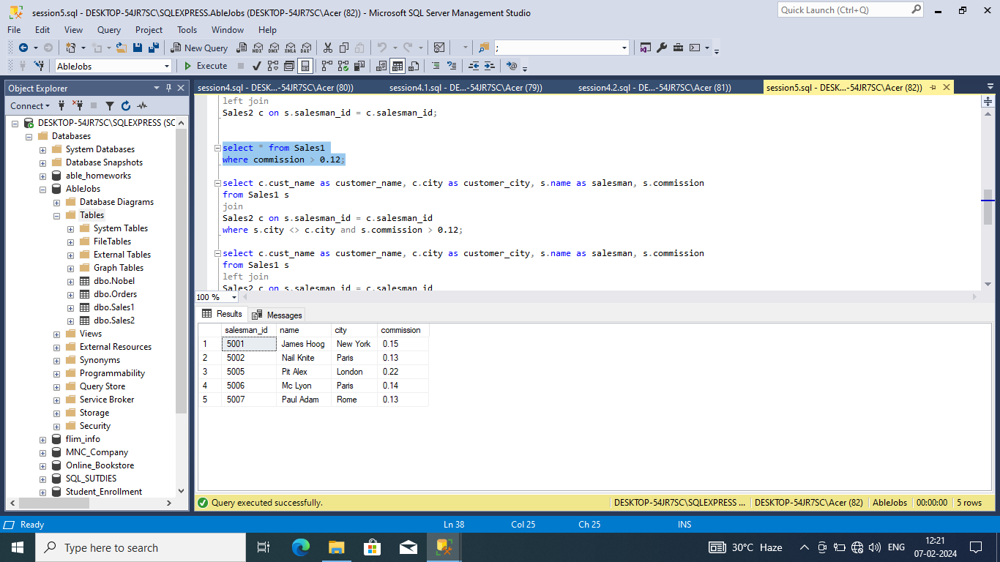 session5.sql - DESKTOP-54JR7SC\SQLEXPRESS.AbleJobs (DESKTOP-54JR7SC\Acer (82)) - Microsoft SQL Server Management Studio
Quick Launch (Ctrl+Q)
File Edit View Query Project Tools Window Help
New Query MDX DMX XMLA DAX ;
AbleJobs Execute
Object Explorer
Connect
DESKTOP-54JR7SC\SQLEXPRESS (SC
Databases
System Databases
Database Snapshots
able_homeworks
AbleJobs
Database Diagrams
Tables
System Tables
FileTables
External Tables
Graph Tables
dbo.Nobel
dbo.Orders
dbo.Sales1
dbo.Sales2
Views
External Resources
Synonyms
Programmability
Query Store
Service Broker
Storage
Security
flim_info
MNC_Company
Online_Bookstore
SQL_SUTDIES
Student_Enrollment
session4.sql - DESK...-54JR7SC\Acer (80)) session4.1.sql - DE...-54JR7SC\Acer (79)) session4.2.sql - DE...-54JR7SC\Acer (81)) session5.sql - DESK...-54JR7SC\Acer (82))
left join
Sales2 c on s.salesman_id = c.salesman_id;
select * from Sales1
where commission > 0.12;
select c.cust_name as customer_name, c.city as customer_city, s.name as salesman, s.commission
from Sales1 s
join
Sales2 c on s.salesman_id = c.salesman_id
where s.city <> c.city and s.commission > 0.12;
select c.cust_name as customer_name, c.city as customer_city, s.name as salesman, s.commission
from Sales1 s
left join
Sales2 c on s.salesman_id = c.salesman_id
100 %
Results Messages
salesman_id name city commission
1 5001 James Hoog New York 0.15
2 5002 Nail Knite Paris 0.13
3 5005 Pit Alex London 0.22
4 5006 Mc Lyon Paris 0.14
5 5007 Paul Adam Rome 0.13
Query executed successfully. DESKTOP-54JR7SC\SQLEXPRESS ... DESKTOP-54JR7SC\Acer (82) AbleJobs 00:00:00 5 rows
Ready Ln 38 Col 25 Ch 25 INS
Type here to search 30°C Haze ENG 12:21
07-02-2024